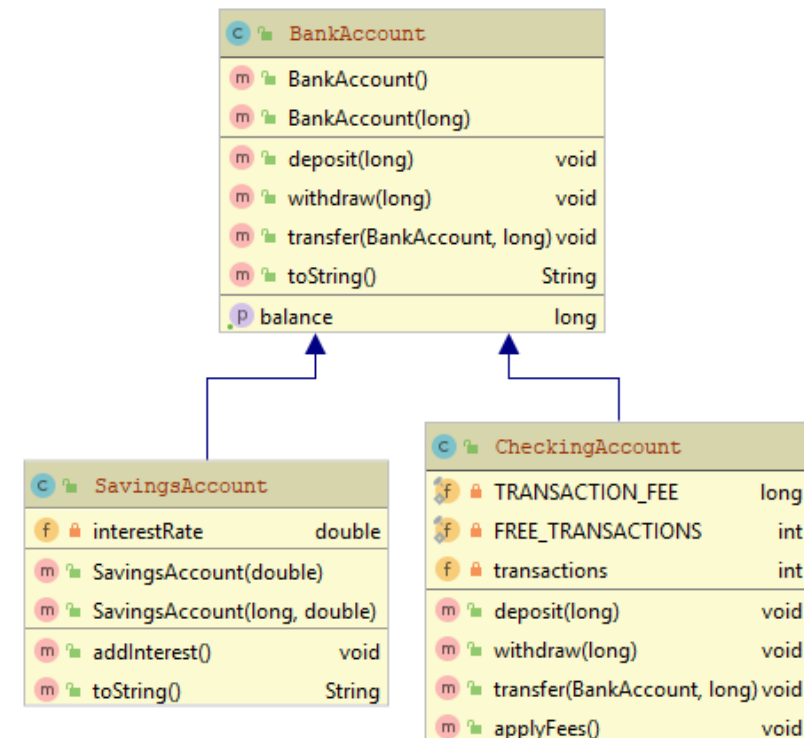 BankAccount
BankAccount()
BankAccount(long)
deposit(long) void
withdraw(long) void
transfer(BankAccount, long) void
toString() String
balance long
SavingsAccount
interestRate double
SavingsAccount(double)
SavingsAccount(long, double)
addInterest() void
toString() String
CheckingAccount
TRANSACTION_FEE long
FREE_TRANSACTIONS int
transactions int
deposit(long) void
withdraw(long) void
transfer(BankAccount, long) void
applyFees() void